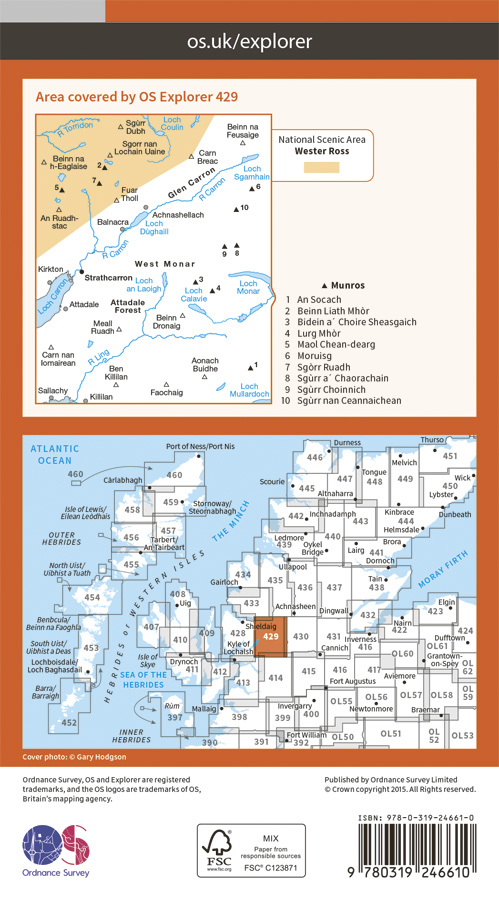 os.uk/explorer
Area covered by OS Explorer 429
R Torridon
Sgùrr Dubh
Loch Coulin
Beinn na Feusaige
Sgorr nan Lochain Uaine
Beinn na h-Eaglaise
2
Carn Breac
Glen Carron
Loch Sgamhain
5
7
Fuar Tholl
R Carron
6
An Ruadh-stac
Balnacra
Achnashellach
10
Loch Dùghaill
R Carron
9
8
West Monar
Kirkton
Strathcarron
Loch an Laoigh
3
4
Loch Calavie
Loch Monar
Loch Carron
Attadale
Attadale Forest
Meall Ruadh
Beinn Dronaig
R Ling
Carn nan Iomairean
Ben Killilan
Aonach Buidhe
1
Sallachy
Killilan
Faochaig
Loch Mullardoch
National Scenic Area
Wester Ross
Munros
1 An Socach
2 Beinn Liath Mhòr
3 Bidein a´ Choire Sheasgaich
4 Lurg Mhòr
5 Maol Chean-dearg
6 Moruisg
7 Sgòrr Ruadh
8 Sgùrr a´ Chaorachain
9 Sgùrr Choinnich
10 Sgùrr nan Ceannaichean
ATLANTIC
OCEAN
Port of Ness/Port Nis
460
460
Càrlabhagh
459
Stornoway/
Steornabhagh
458
Isle of Lewis/
Eilean Leòdhais
457
Tarbert/
An Tairbeart
456
OUTER
HEBRIDES
455
North Uist/
Uibhist a Tuath
454
Benbcula/
Beinn na Faoghla
South Uist/
Uibhist a Deas
453
Lochboisdale/
Loch Baghasdail
Barra/
Barraigh
452
HEBRIDES or WESTERN ISLES
THE MINCH
Durness
Thurso
446
447
Tongue
448
Melvich
449
451
Wick
450
Lybster
Scourie
445
Altnaharra
Dunbeath
442
Inchnadamph
440
443
Kinbrace
444
Helmsdale
Ledmore
439
Oykel
Bridge
Lairg
441
Brora
Dornoch
Ullapool
434
Gairloch
435
436
437
Tain
438
MORAY FIRTH
433
Achnasheen
Dingwall
432
Elgin
423
408
Uig
407
409
428
Shieldaig
429
430
431
Inverness
Nairn
422
OL61
Dufftown
424
410
Kyle of
Lochalsh
Cannich
416
OL60
Grantown-
on-Spey
OL
62
Isle of
Skye
Drynoch
411
412
413
414
415
416
417
Aviemore
SEA OF THE
HEBRIDES
Fort Augustus
OL56
OL57
OL58
OL
59
Rùm
397
Mallaig
398
Invergarry
399
400
OL55
Newtonmore
Braemar
INNER
HEBRIDES
390
391
Fort William
392
OL50
OL51
OL
52
OL53
Cover photo: © Gary Hodgson
Ordnance Survey, OS and Explorer are registered
trademarks, and the OS logos are trademarks of OS,
Britain's mapping agency.
Published by Ordnance Survey Limited
© Crown copyright 2015. All Rights reserved.
OS
Ordnance Survey
FSC
www.fsc.org
MIX
Paper from
responsible sources
FSC® C123871
ISBN: 978-0-319-24661-0
9 780319 246610